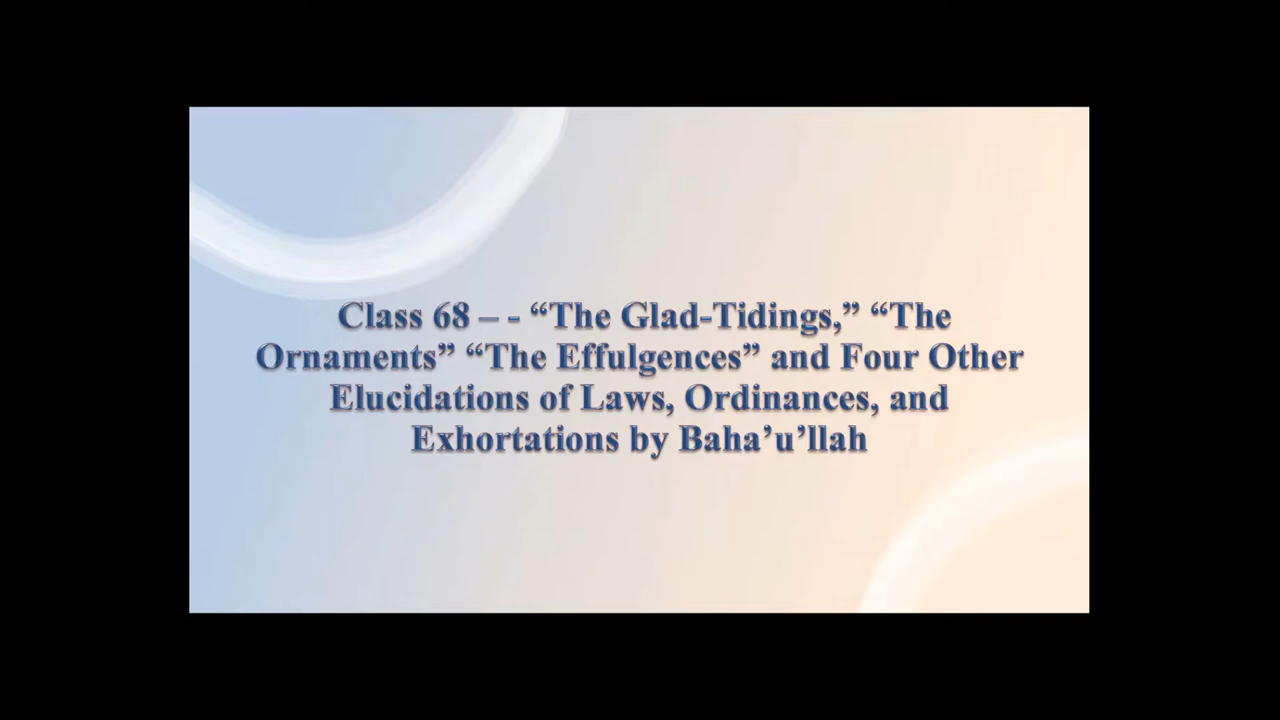 Class 68 – - “The Glad-Tidings,” “The
Ornaments” “The Effulgences” and Four Other
Elucidations of Laws, Ordinances, and
Exhortations by Baha’u’llah